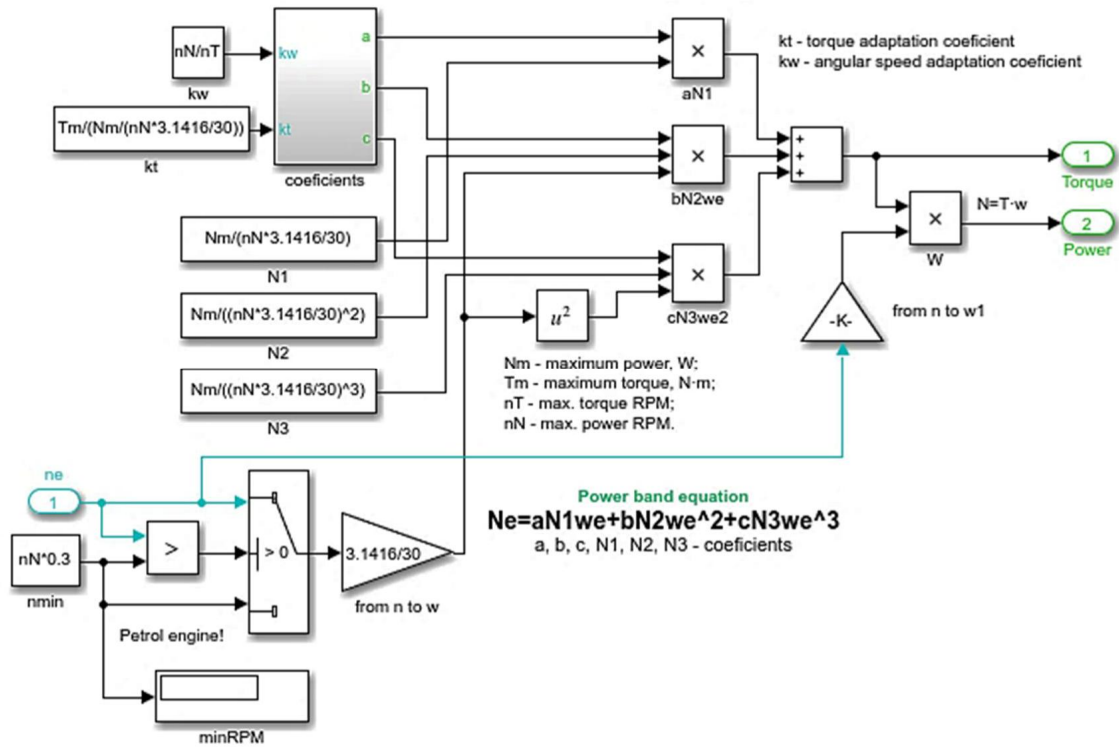 nN/nT
kw
Tm/(Nm/(nN*3.1416/30))
kt
kw
kt
a
b
c
coeficients
×
aN1
kt - torque adaptation coeficient
kw - angular speed adaptation coeficient
×
bN2we
+
+
+
1
Torque
×
W
N=T·w
2
Power
Nm/(nN*3.1416/30)
N1
Nm/((nN*3.1416/30)^2)
N2
Nm/((nN*3.1416/30)^3)
N3
u²
×
cN3we2
-K-
from n to w1
Nm - maximum power, W;
Tm - maximum torque, N·m;
nT - max. torque RPM;
nN - max. power RPM.
ne
1
nN*0.3
nmin
>
> 0
3.1416/30
from n to w
Power band equation
Ne=aN1we+bN2we^2+cN3we^3
a, b, c, N1, N2, N3 - coeficients
Petrol engine!
minRPM